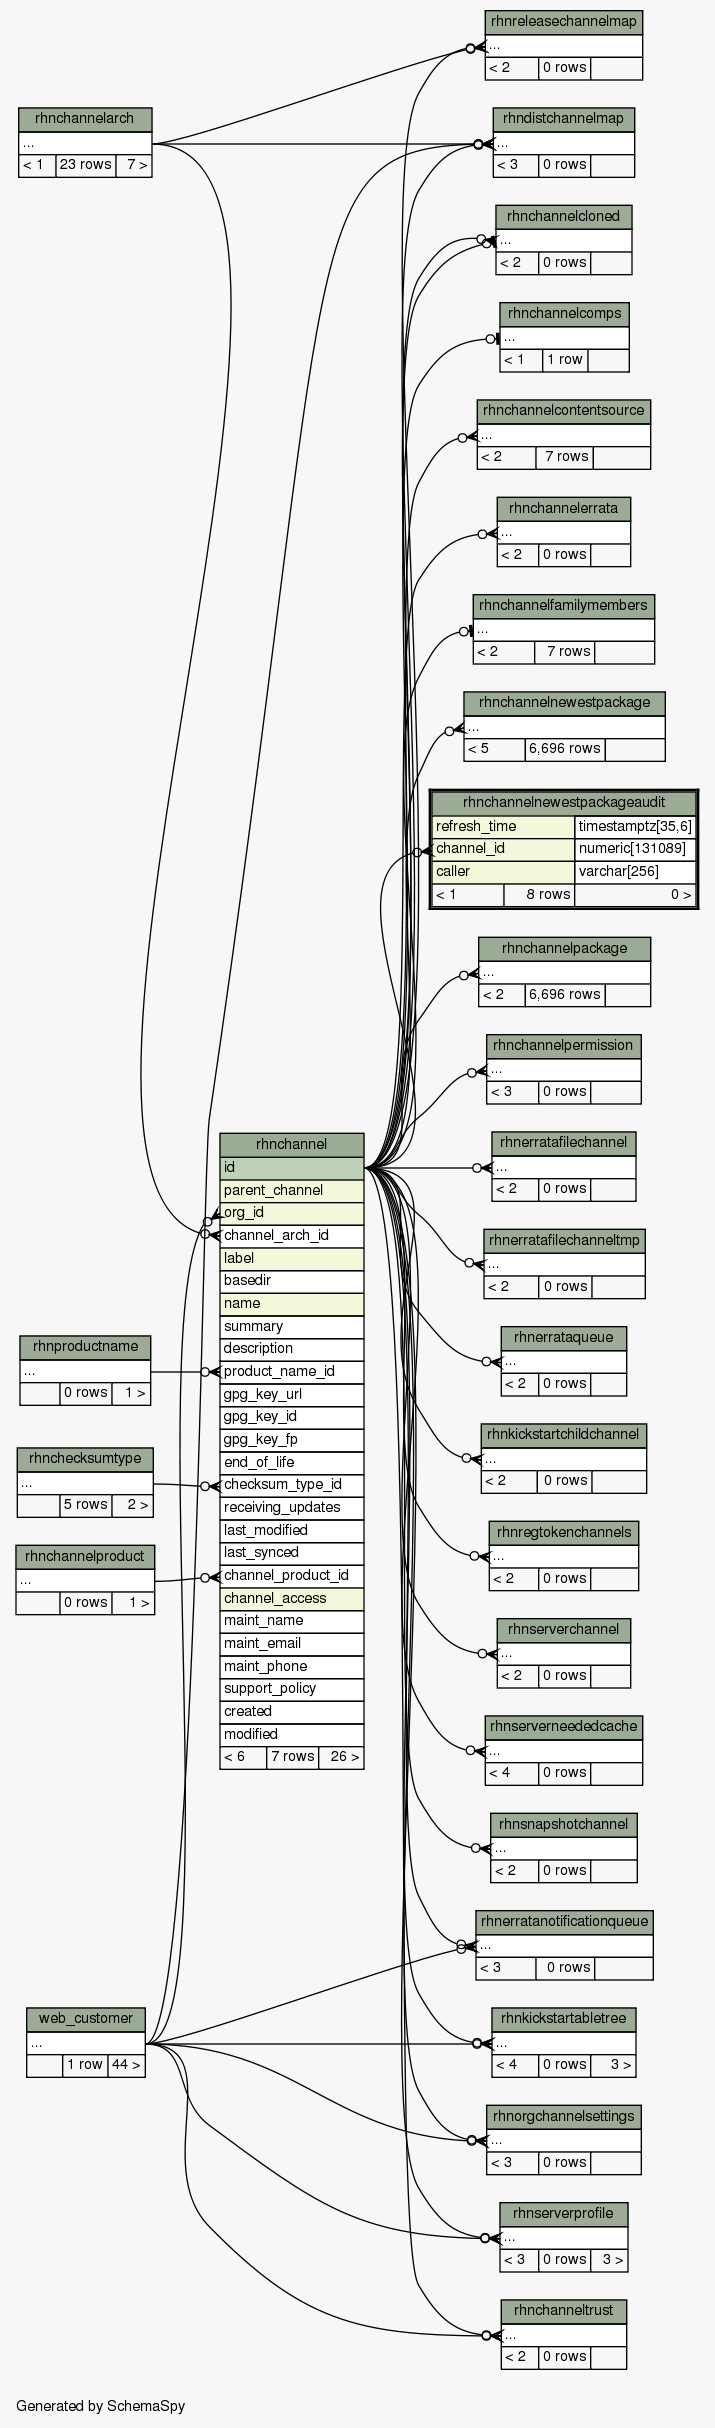 rhnreleasechannelmap
...
< 2 0 rows
rhnchannelarch
...
< 1 23 rows 7 >
rhndistchannelmap
...
< 3 0 rows
rhnchannelcloned
...
< 2 0 rows
rhnchannelcomps
...
< 1 1 row
rhnchannelcontentsource
...
< 2 7 rows
rhnchannelerrata
...
< 2 0 rows
rhnchannelfamilymembers
...
< 2 7 rows
rhnchannelnewestpackage
...
< 5 6,696 rows
rhnchannelnewestpackageaudit
refresh_time timestamptz[35,6]
channel_id numeric[131089]
caller varchar[256]
< 1 8 rows 0 >
rhnchannelpackage
...
< 2 6,696 rows
rhnchannelpermission
...
< 3 0 rows
rhnerratafilechannel
...
< 2 0 rows
rhnerratafilechanneltmp
...
< 2 0 rows
rhnerrataqueue
...
< 2 0 rows
rhnkickstartchildchannel
...
< 2 0 rows
rhnregtokenchannels
...
< 2 0 rows
rhnserverchannel
...
< 2 0 rows
rhnserverneededcache
...
< 4 0 rows
rhnsnapshotchannel
...
< 2 0 rows
rhnerratanotificationqueue
...
< 3 0 rows
rhnkickstartabletree
...
< 4 0 rows 3 >
rhnorgchannelsettings
...
< 3 0 rows
rhnserverprofile
...
< 3 0 rows 3 >
rhnchanneltrust
...
< 2 0 rows
rhnchannel
id
parent_channel
org_id
channel_arch_id
label
basedir
name
summary
description
product_name_id
gpg_key_url
gpg_key_id
gpg_key_fp
end_of_life
checksum_type_id
receiving_updates
last_modified
last_synced
channel_product_id
channel_access
maint_name
maint_email
maint_phone
support_policy
created
modified
< 6 7 rows 26 >
rhnproductname
...
0 rows 1 >
rhnchecksumtype
...
5 rows 2 >
rhnchannelproduct
...
0 rows 1 >
web_customer
...
1 row 44 >
Generated by SchemaSpy